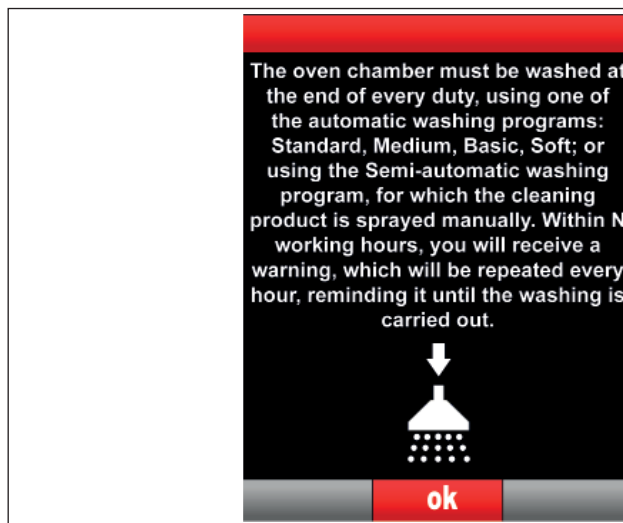 The oven chamber must be washed at
the end of every duty, using one of
the automatic washing programs:
Standard, Medium, Basic, Soft; or
using the Semi-automatic washing
program, for which the cleaning
product is sprayed manually. Within N
working hours, you will receive a
warning, which will be repeated every
hour, reminding it until the washing is
carried out.
ok